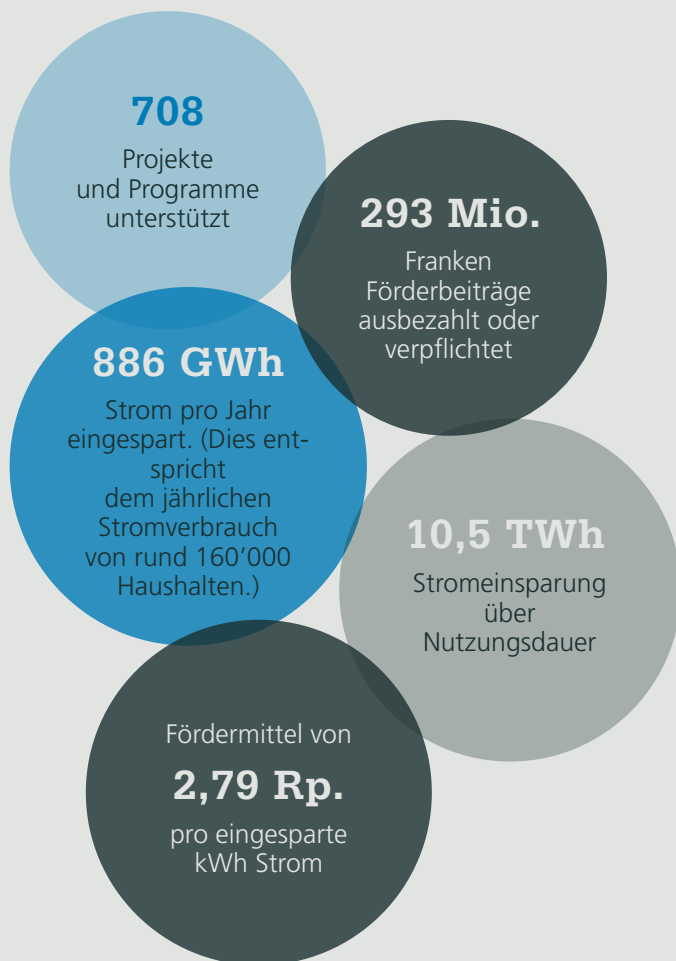 708
Projekte
und Programme
unterstützt
293 Mio.
Franken
Förderbeiträge
ausbezahlt oder
verpflichtet
886 GWh
Strom pro Jahr
eingespart. (Dies ent-
spricht
dem jährlichen
Stromverbrauch
von rund 160’000
Haushalten.)
10,5 TWh
Stromeinsparung
über
Nutzungsdauer
Fördermittel von
2,79 Rp.
pro eingesparte
kWh Strom